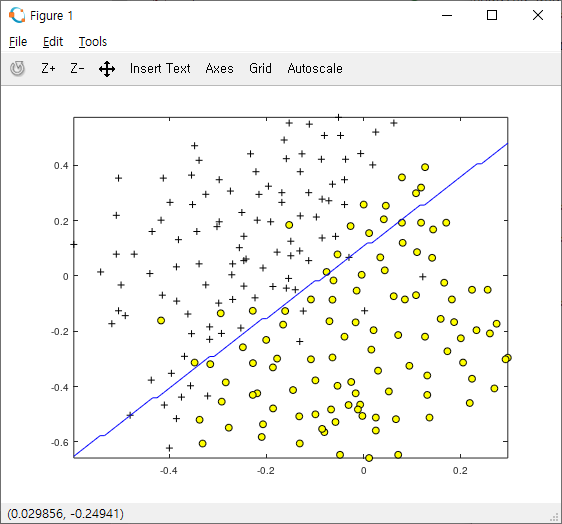 Figure 1
File Edit Tools
Z+ Z- Insert Text Axes Grid Autoscale
0.4
0.2
0
-0.2
-0.4
-0.6
-0.4 -0.2 0 0.2
(0.029856, -0.24941)